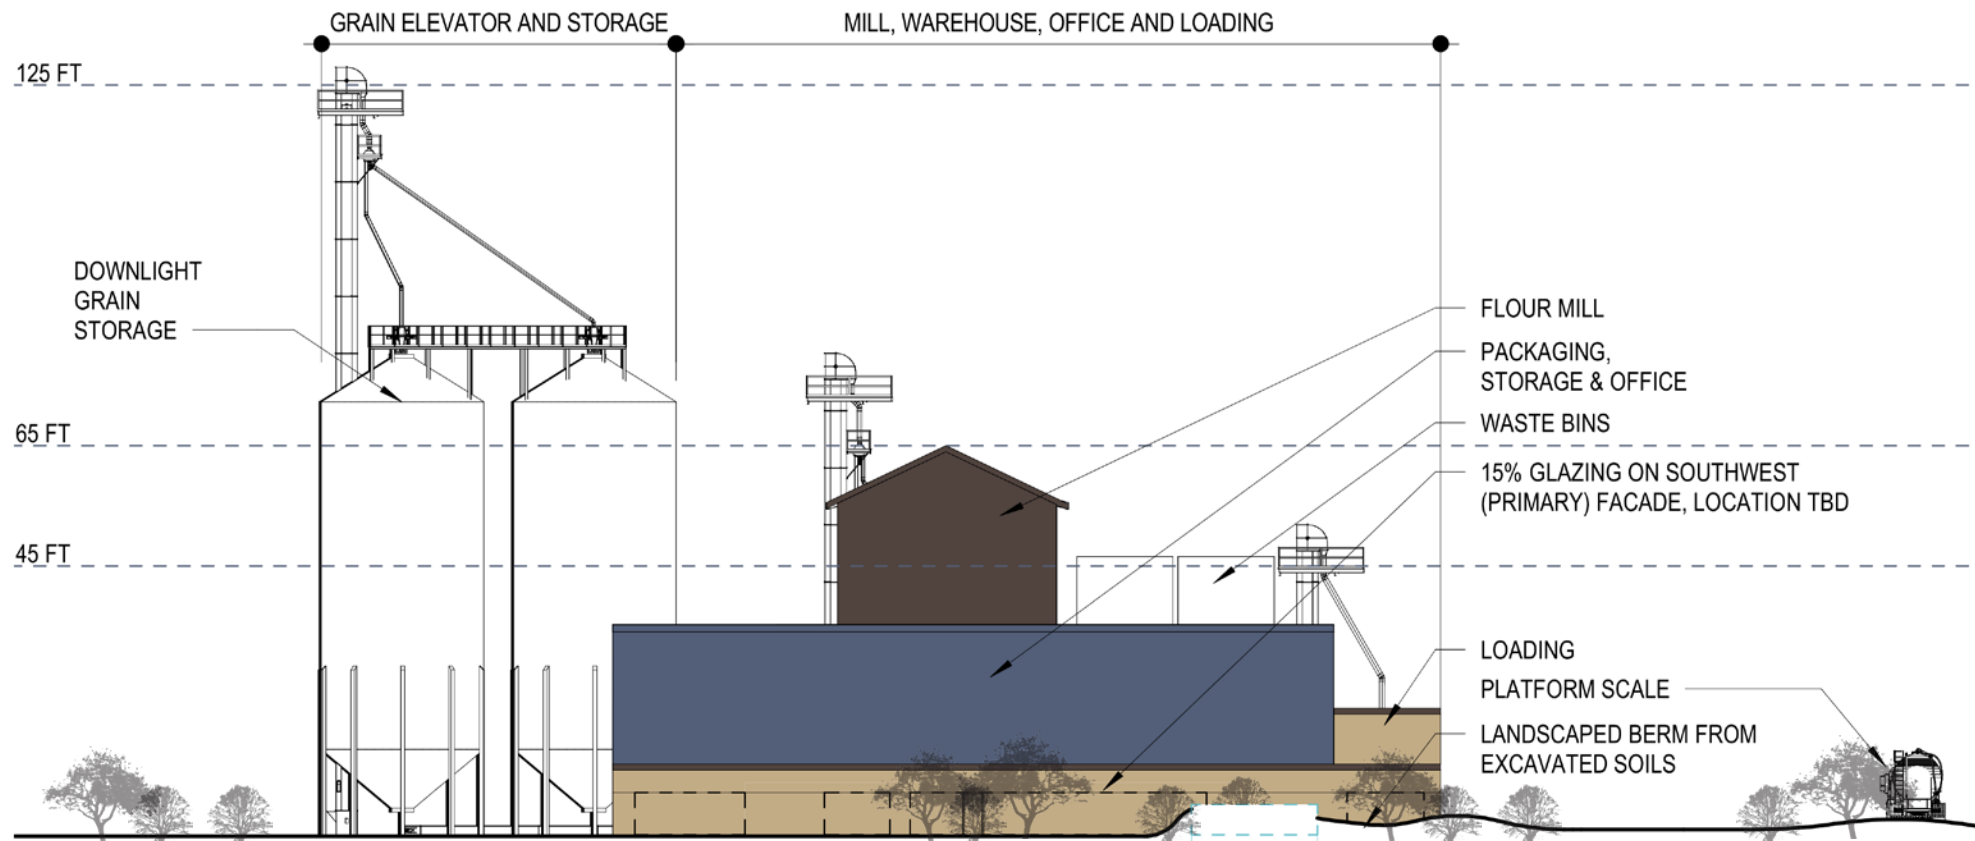 GRAIN ELEVATOR AND STORAGE
MILL, WAREHOUSE, OFFICE AND LOADING
125 FT
DOWNLIGHT
GRAIN
STORAGE
FLOUR MILL
PACKAGING,
STORAGE & OFFICE
WASTE BINS
65 FT
15% GLAZING ON SOUTHWEST
(PRIMARY) FACADE, LOCATION TBD
45 FT
LOADING
PLATFORM SCALE
LANDSCAPED BERM FROM
EXCAVATED SOILS